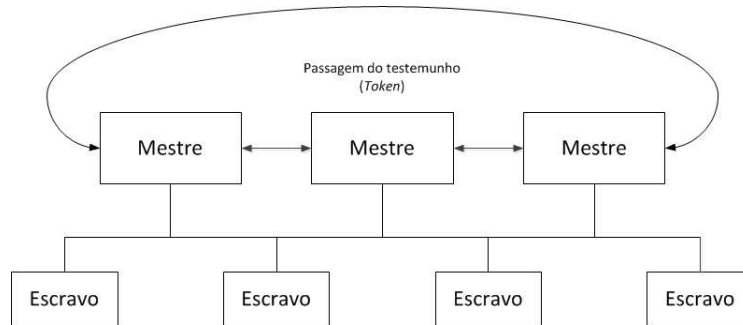 Passagem do testemunho
(Token)
Mestre
Mestre
Mestre
Escravo
Escravo
Escravo
Escravo